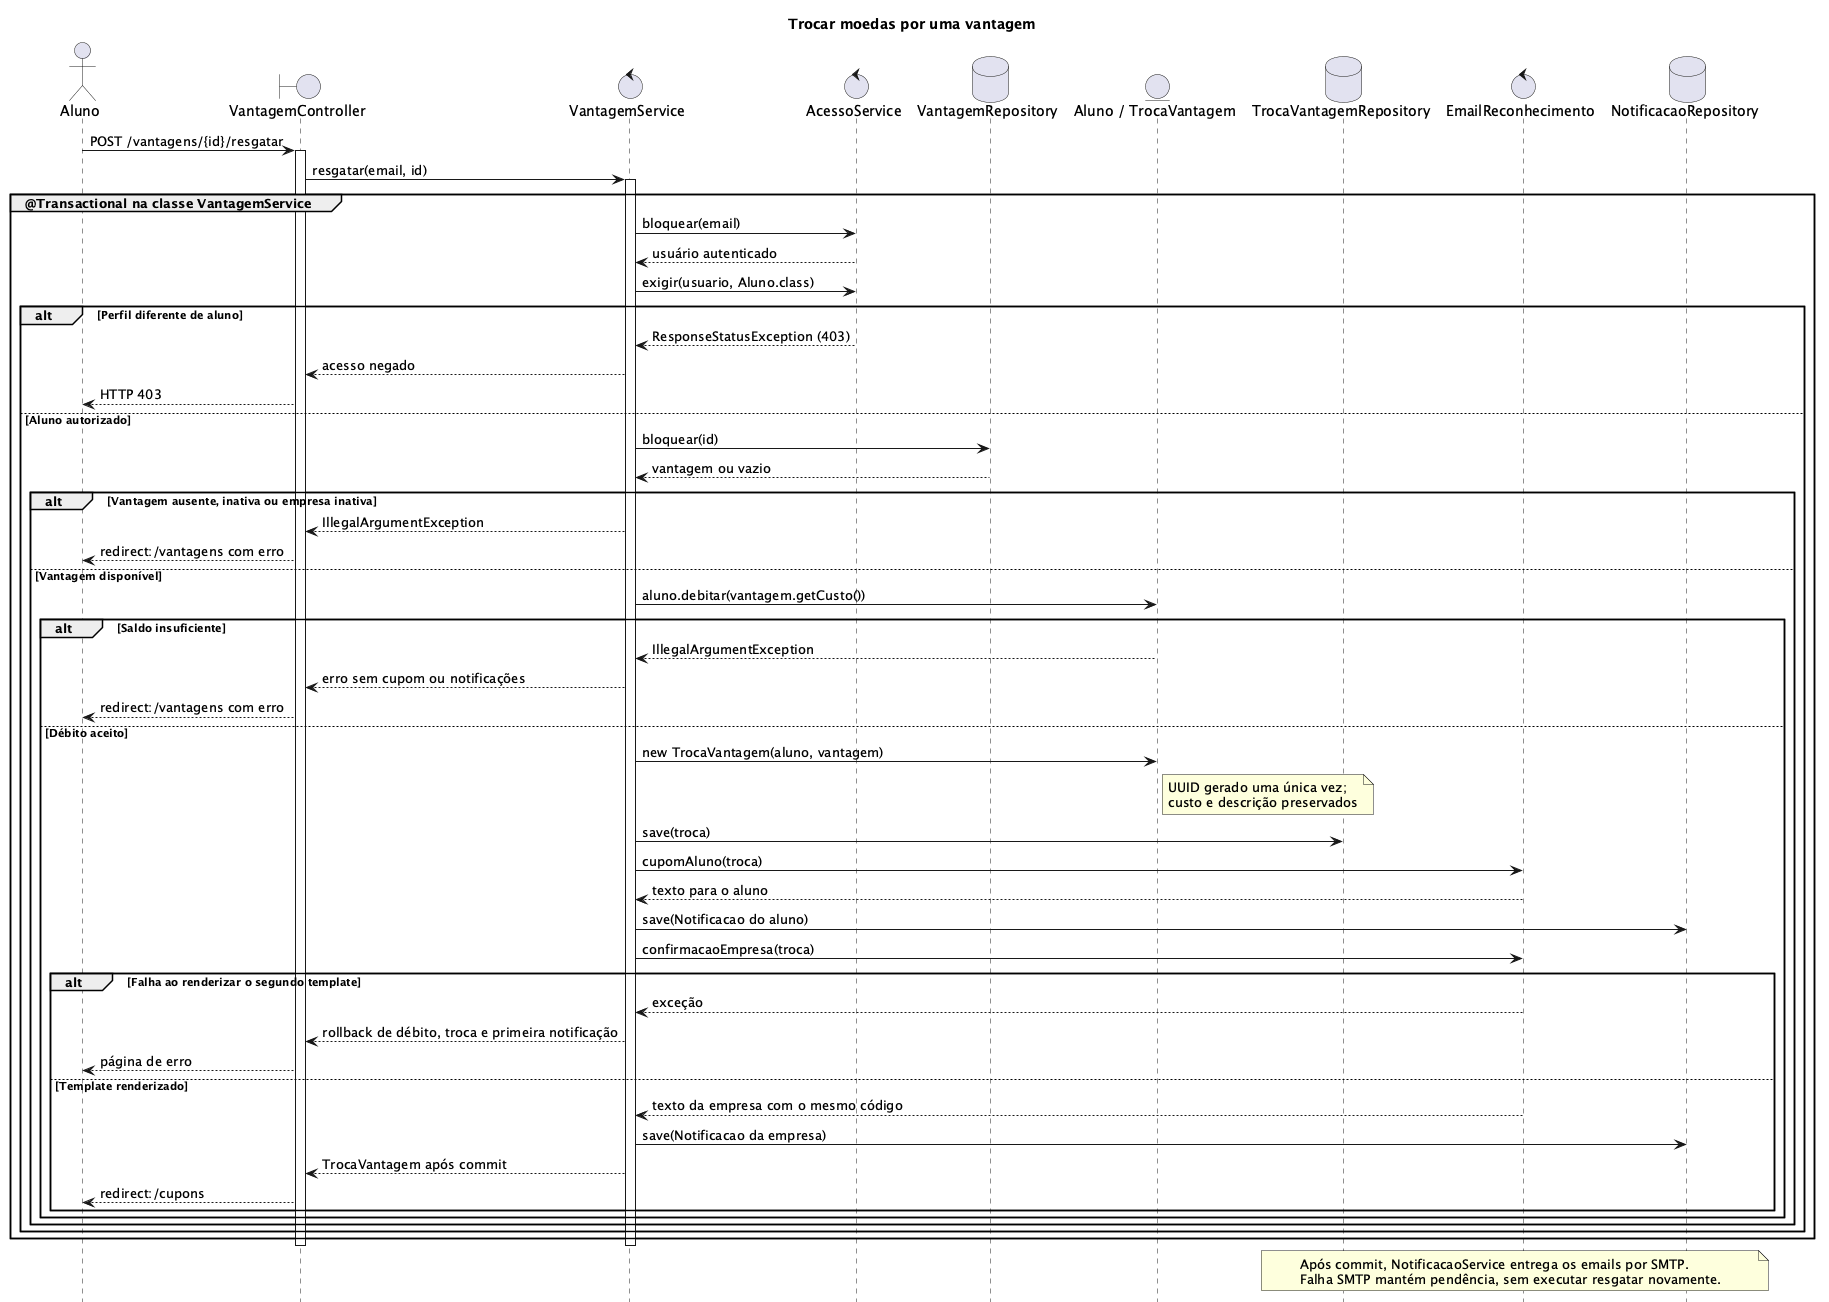 Trocar moedas por uma vantagem
Aluno
VantagemController
VantagemService
AcessoService
VantagemRepository
Aluno / TrocaVantagem
TrocaVantagemRepository
EmailReconhecimento
NotificacaoRepository
POST /vantagens/{id}/resgatar
resgatar(email, id)
@Transactional na classe VantagemService
bloquear(email)
usuário autenticado
exigir(usuario, Aluno.class)
alt [Perfil diferente de aluno]
ResponseStatusException (403)
acesso negado
HTTP 403
[Aluno autorizado]
bloquear(id)
vantagem ou vazio
alt [Vantagem ausente, inativa ou empresa inativa]
IllegalArgumentException
redirect:/vantagens com erro
[Vantagem disponível]
aluno.debitar(vantagem.getCusto())
alt [Saldo insuficiente]
IllegalArgumentException
erro sem cupom ou notificações
redirect:/vantagens com erro
[Débito aceito]
new TrocaVantagem(aluno, vantagem)
UUID gerado uma única vez;
custo e descrição preservados
save(troca)
cupomAluno(troca)
texto para o aluno
save(Notificacao do aluno)
confirmacaoEmpresa(troca)
alt [Falha ao renderizar o segundo template]
exceção
rollback de débito, troca e primeira notificação
página de erro
[Template renderizado]
texto da empresa com o mesmo código
save(Notificacao da empresa)
TrocaVantagem após commit
redirect:/cupons
Após commit, NotificacaoService entrega os emails por SMTP.
Falha SMTP mantém pendência, sem executar resgatar novamente.